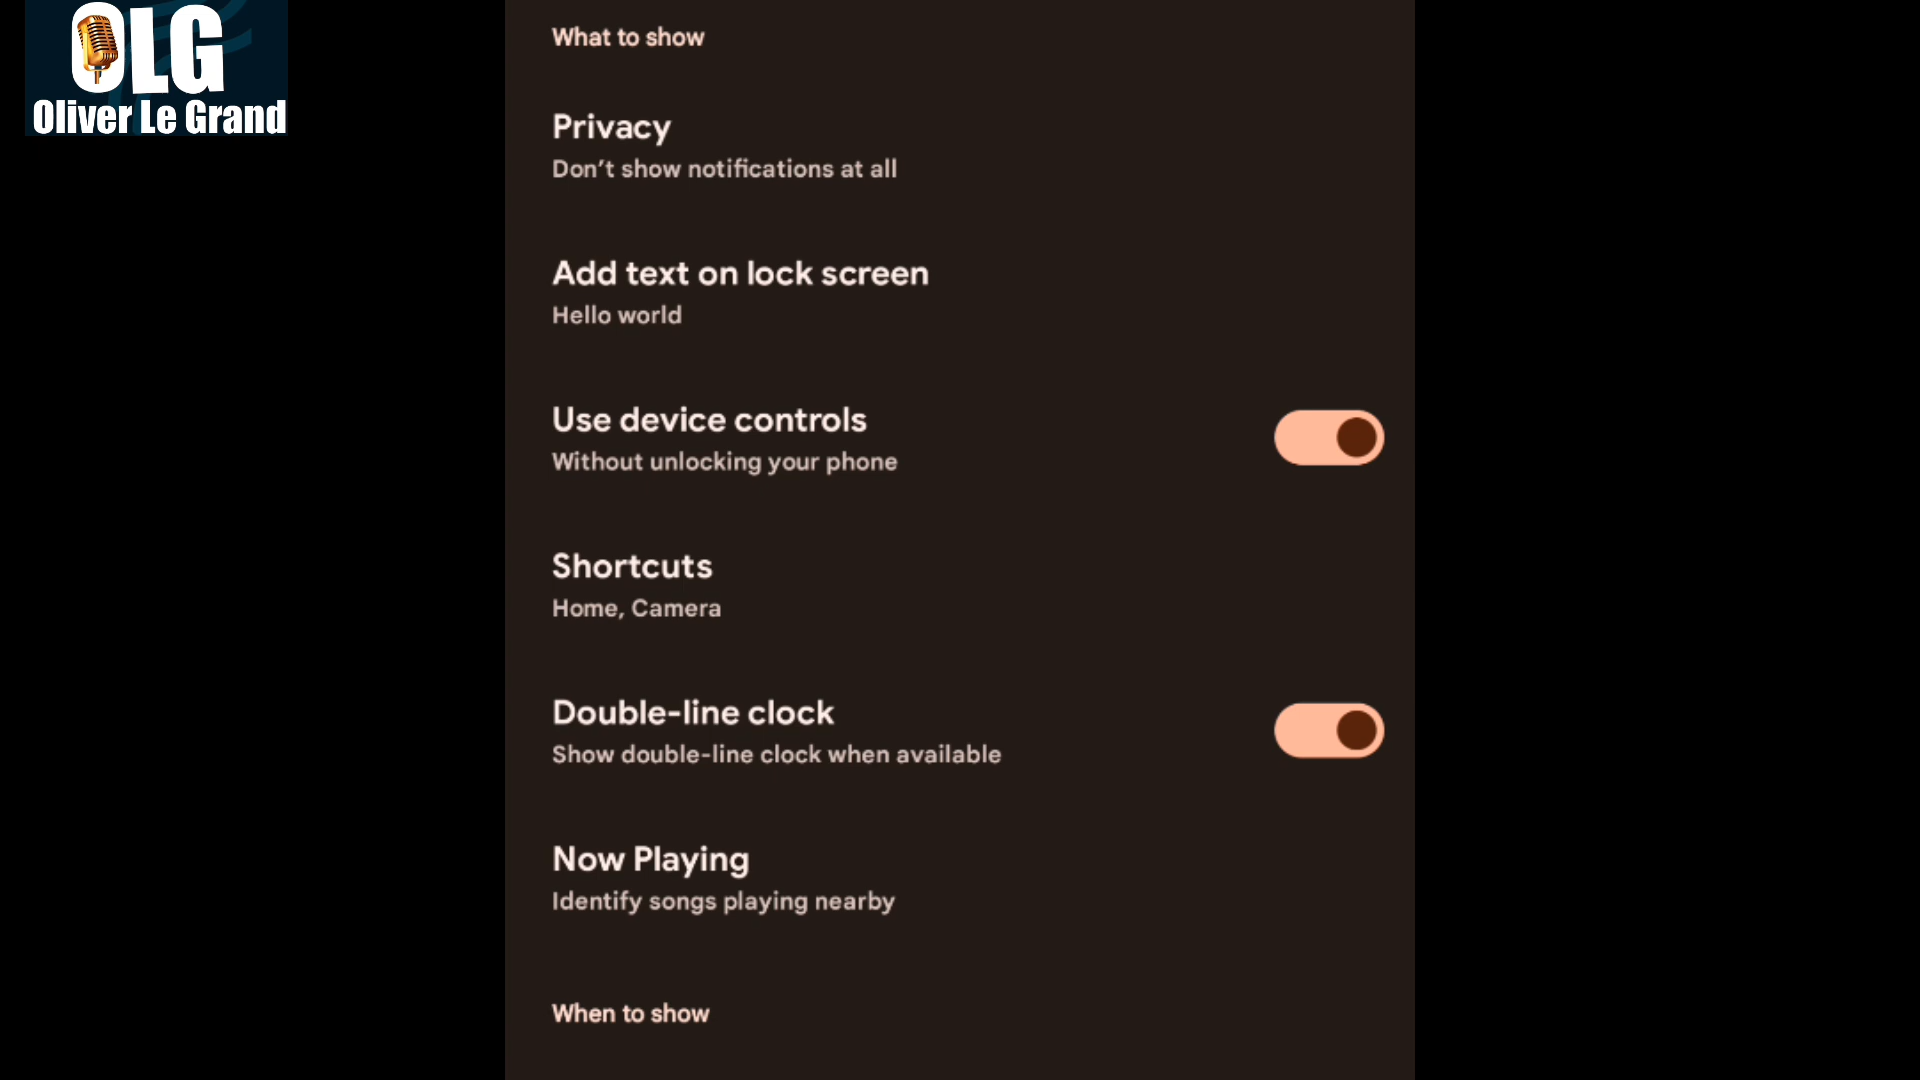 OLG
Oliver Le Grand
What to show
Privacy
Don’t show notifications at all
Add text on lock screen
Hello world
Use device controls
Without unlocking your phone
Shortcuts
Home, Camera
Double-line clock
Show double-line clock when available
Now Playing
Identify songs playing nearby
When to show